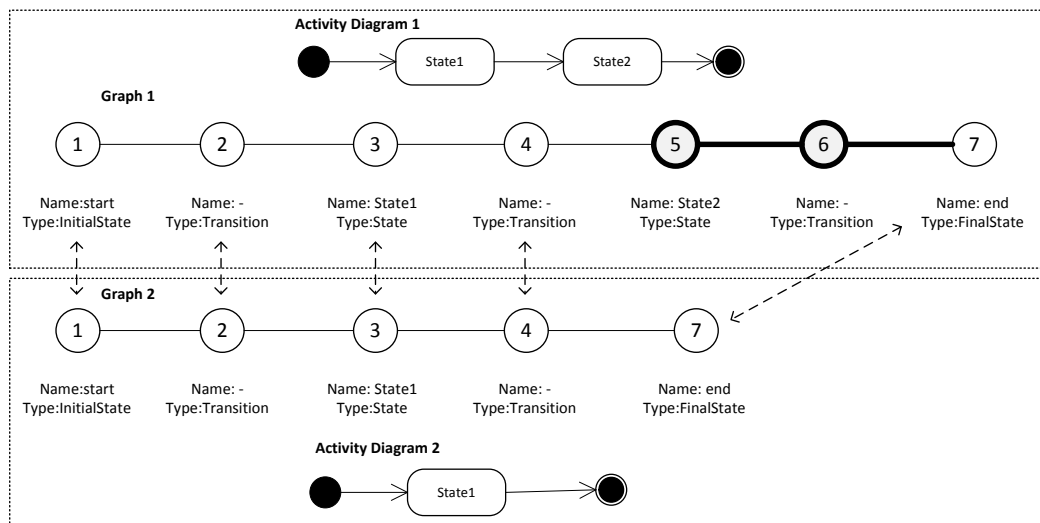 Activity Diagram 1
State1 State2
Graph 1
1 2 3 4 5 6 7
Name:start Name: - Name: State1 Name: - Name: State2 Name: - Name: end
Type:InitialState Type:Transition Type:State Type:Transition Type:State Type:Transition Type:FinalState
Graph 2
1 2 3 4 7
Name:start Name: - Name: State1 Name: - Name: end
Type:InitialState Type:Transition Type:State Type:Transition Type:FinalState
Activity Diagram 2
State1